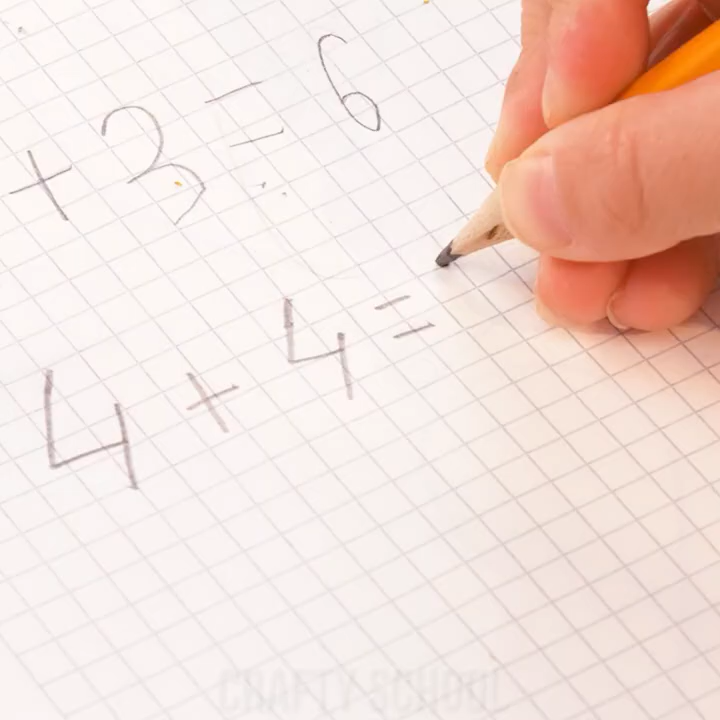 + 3 = 6
4 + 4 =
CRAFTY SCHOOL